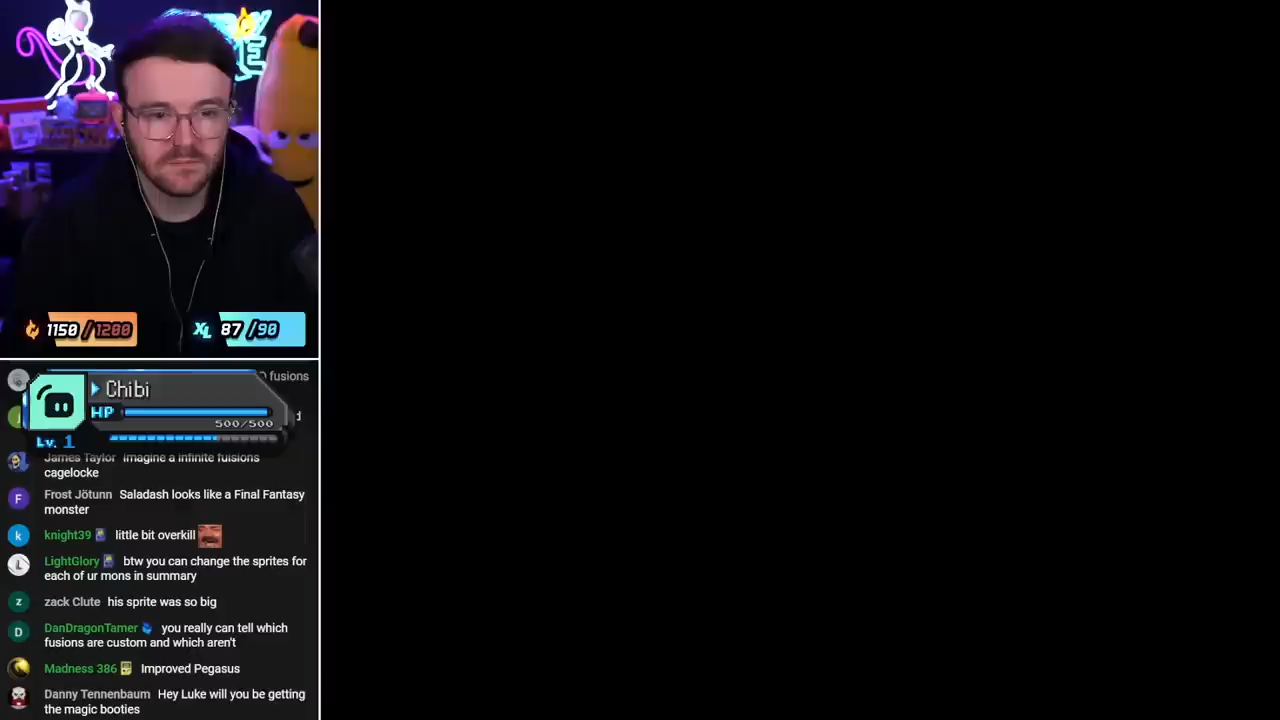 1150/1200
XL 87/90
fusions
Chibi
HP
500/500
Lv. 1
James Taylor Imagine a infinite fuisions
cagelocke
F Frost Jötunn Saladash looks like a Final Fantasy
monster
k knight39 little bit overkill
LightGlory btw you can change the sprites for
each of ur mons in summary
z zack Clute his sprite was so big
D DanDragonTamer you really can tell which
fusions are custom and which aren't
Madness 386 Improved Pegasus
Danny Tennenbaum Hey Luke will you be getting
the magic booties